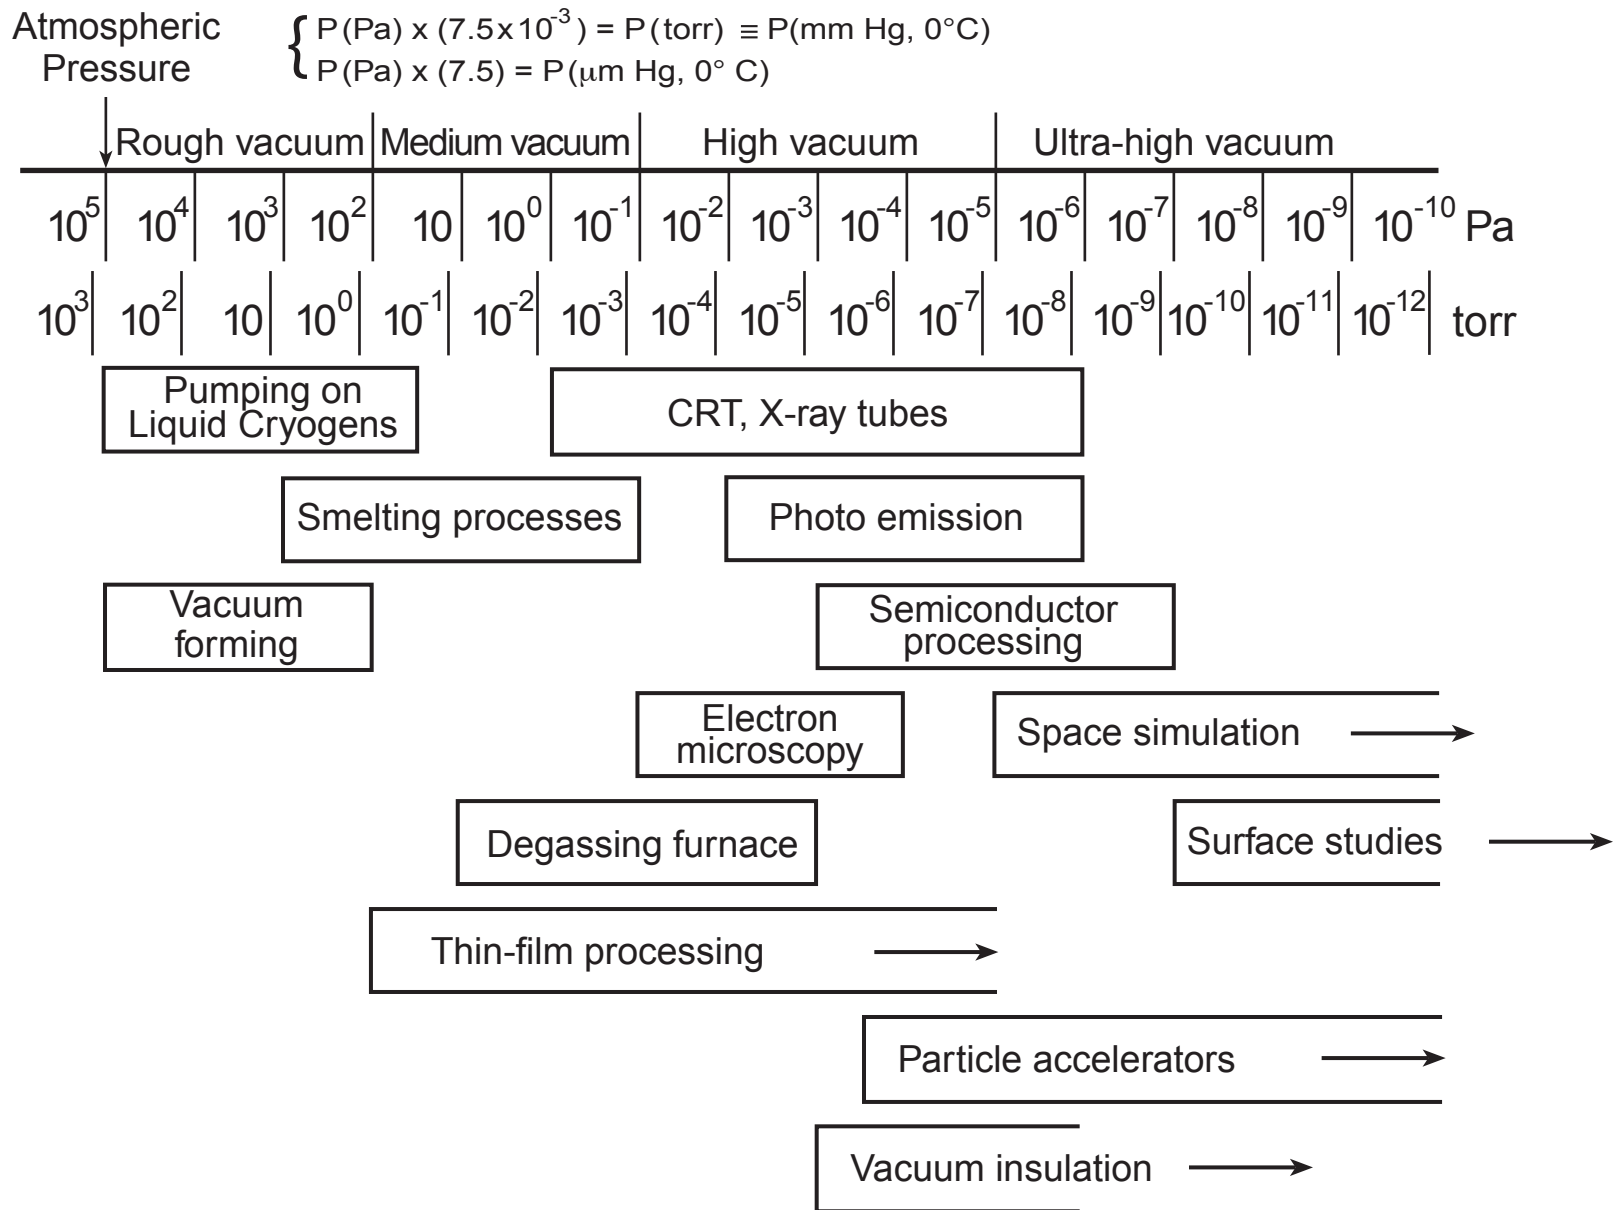 Atmospheric
Pressure
{ P(Pa) x (7.5x10⁻³) = P(torr) ≡ P(mm Hg, 0°C)
P(Pa) x (7.5) = P(μm Hg, 0° C)
Rough vacuum Medium vacuum High vacuum Ultra-high vacuum
10⁵ 10⁴ 10³ 10² 10 10⁰ 10⁻¹ 10⁻² 10⁻³ 10⁻⁴ 10⁻⁵ 10⁻⁶ 10⁻⁷ 10⁻⁸ 10⁻⁹ 10⁻¹⁰ Pa
10³ 10² 10 10⁰ 10⁻¹ 10⁻² 10⁻³ 10⁻⁴ 10⁻⁵ 10⁻⁶ 10⁻⁷ 10⁻⁸ 10⁻⁹ 10⁻¹⁰ 10⁻¹¹ 10⁻¹² torr
Pumping on
Liquid Cryogens
CRT, X-ray tubes
Smelting processes
Photo emission
Vacuum
forming
Semiconductor
processing
Electron
microscopy
Space simulation
Degassing furnace
Surface studies
Thin-film processing
Particle accelerators
Vacuum insulation